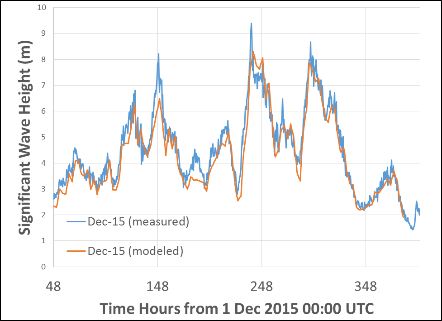 Significant Wave Height (m)
10
9
8
7
6
5
4
3
2
1
0
Dec-15 (measured)
Dec-15 (modeled)
48 148 248 348
Time Hours from 1 Dec 2015 00:00 UTC